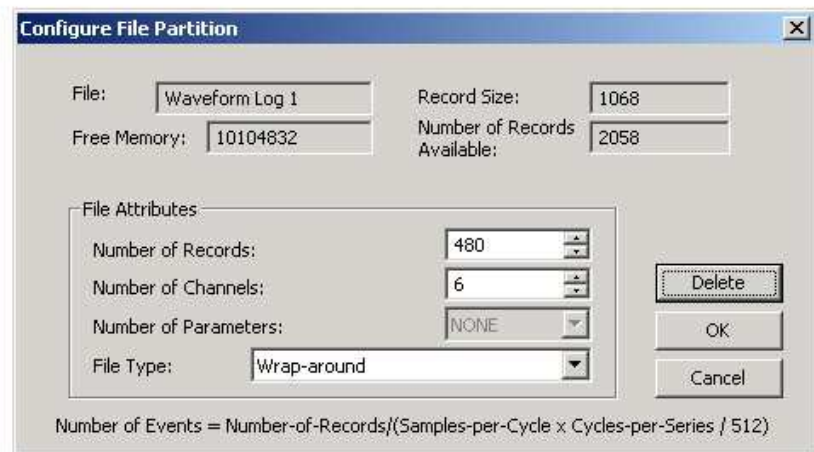 Configure File Partition
File: Waveform Log 1
Record Size: 1068
Free Memory: 10104832
Number of Records
Available: 2058
File Attributes
Number of Records: 480
Number of Channels: 6
Number of Parameters: NONE
File Type: Wrap-around
Delete
OK
Cancel
Number of Events = Number-of-Records/(Samples-per-Cycle x Cycles-per-Series / 512)